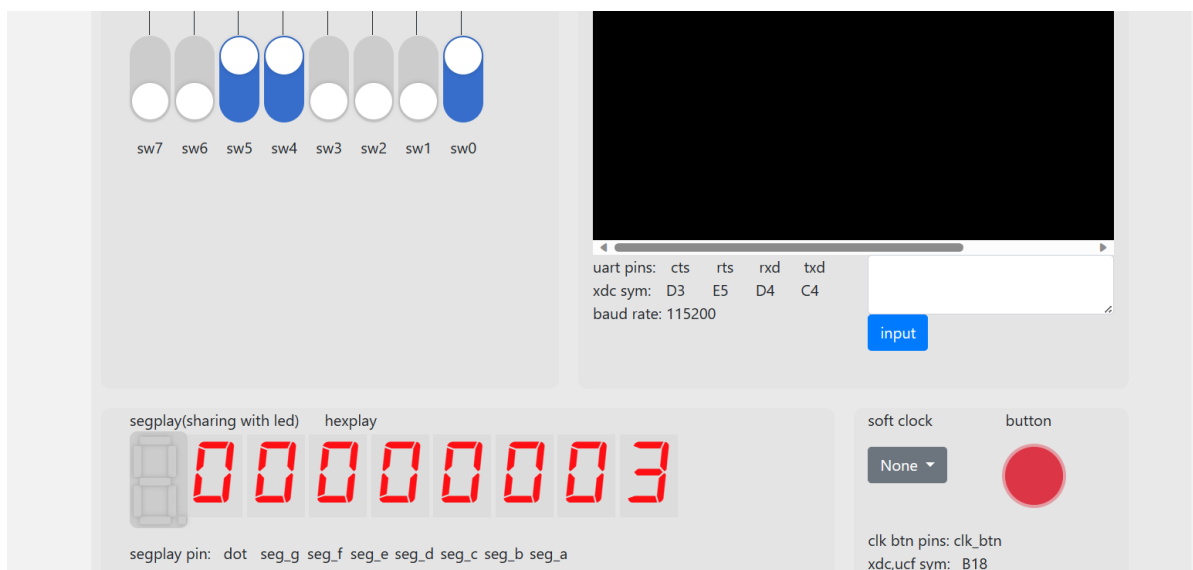 sw7 sw6 sw5 sw4 sw3 sw2 sw1 sw0
uart pins: cts rts rxd txd
xdc sym: D3 E5 D4 C4
baud rate: 115200
input
segplay(sharing with led) hexplay
00000003
segplay pin: dot seg_g seg_f seg_e seg_d seg_c seg_b seg_a
soft clock button
None
clk btn pins: clk_btn
xdc,ucf sym: B18